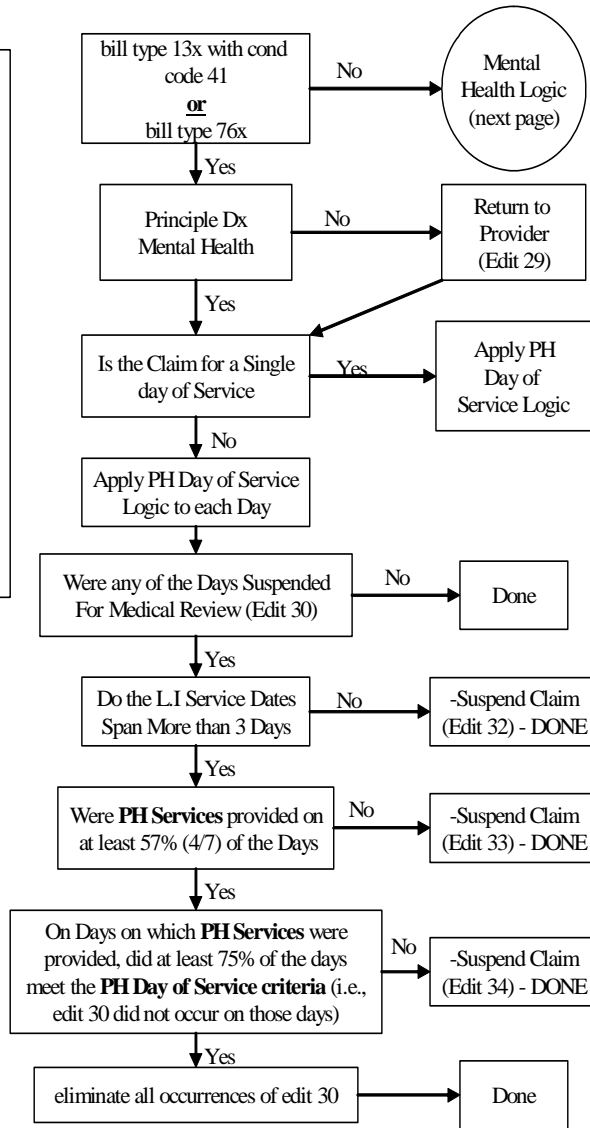 bill type 13x with cond
code 41
or
bill type 76x
No
Mental
Health Logic
(next page)
Yes
Principle Dx
Mental Health
No
Return to
Provider
(Edit 29)
Yes
Is the Claim for a Single
day of Service
Yes
Apply PH
Day of
Service Logic
No
Apply PH Day of Service
Logic to each Day
Were any of the Days Suspended
For Medical Review (Edit 30)
No
Done
Yes
Do the L.I Service Dates
Span More than 3 Days
No
-Suspend Claim
(Edit 32) - DONE
Yes
Were PH Services provided on
at least 57% (4/7) of the Days
No
-Suspend Claim
(Edit 33) - DONE
Yes
On Days on which PH Services were
provided, did at least 75% of the days
meet the PH Day of Service criteria (i.e.,
edit 30 did not occur on those days)
No
-Suspend Claim
(Edit 34) - DONE
Yes
eliminate all occurrences of edit 30
Done